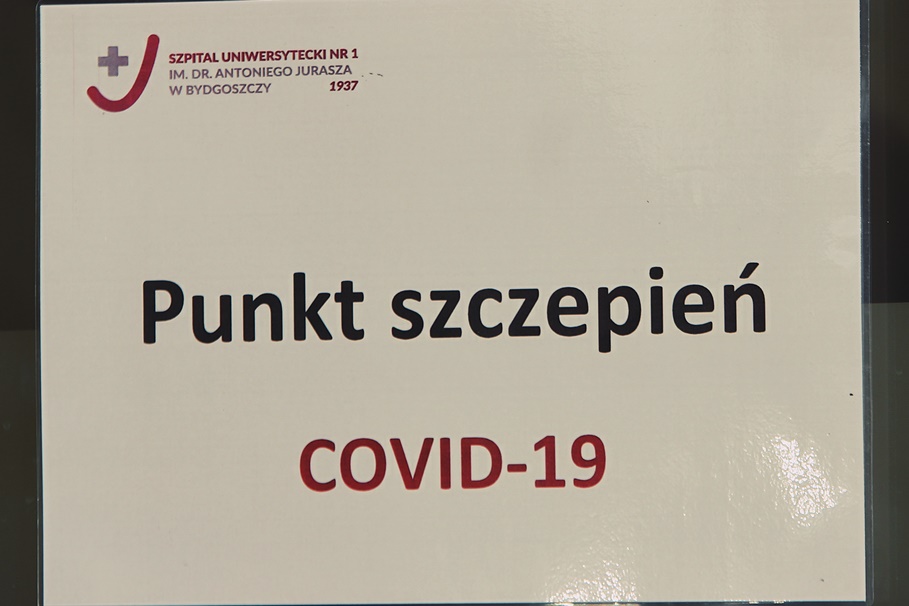 SZPITAL UNIWERSYTECKI NR 1
IM. DR. ANTONIEGO JURASZA
W BYDGOSZCZY 1937
Punkt szczepień
COVID-19